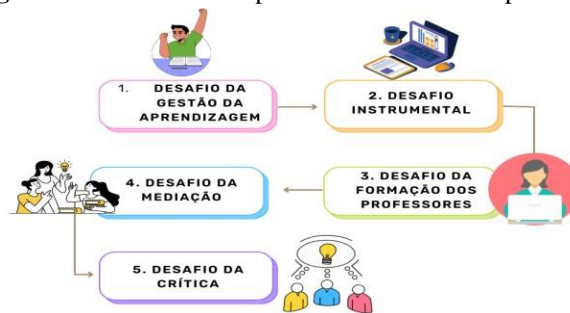 1. DESAFIO DA
GESTÃO DA
APRENDIZAGEM
2. DESAFIO
INSTRUMENTAL
3. DESAFIO DA
FORMAÇÃO DOS
PROFESSORES
4. DESAFIO DA
MEDIAÇÃO
5. DESAFIO DA
CRÍTICA